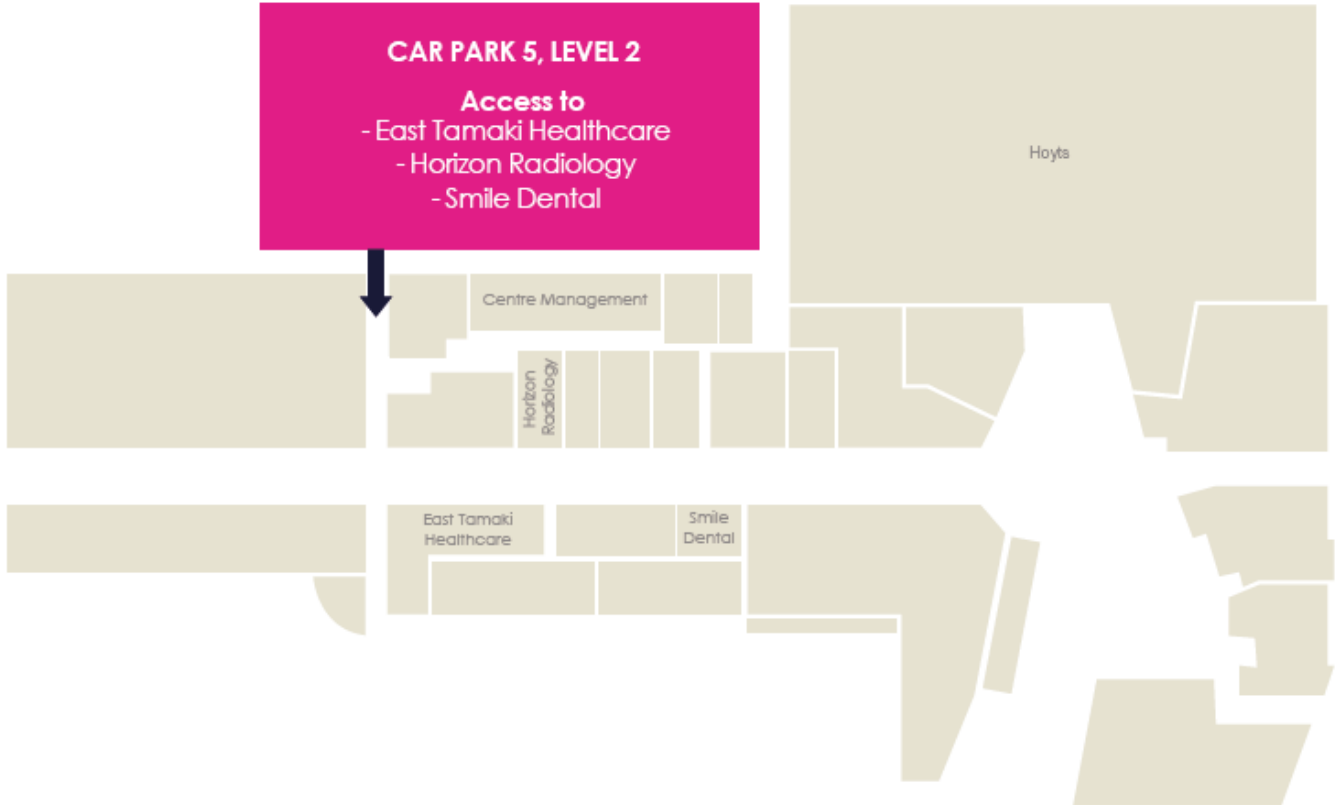 CAR PARK 5, LEVEL 2
Access to
- East Tamaki Healthcare
- Horizon Radiology
- Smile Dental
Hoyts
Centre Management
Horizon
Radiology
East Tamaki
Healthcare
Smile
Dental